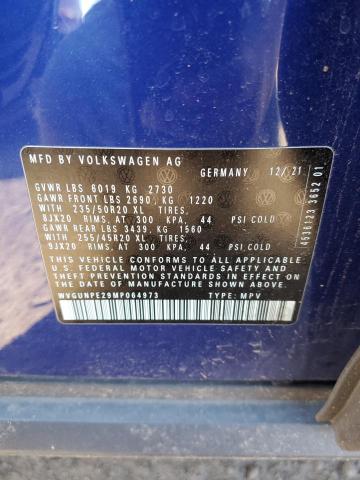 MFD BY VOLKSWAGEN AG GERMANY 12/21
GVWR LBS 6019 KG 2730
GAWR FRONT LBS 2690, KG 1220
WITH 235/50R20 XL TIRES,
8JX20 RIMS, AT 300 KPA, 44 PSI COLD
GAWR REAR LBS 3439, KG 1560
WITH 255/45R20 XL TIRES,
9JX20 RIMS, AT 300 KPA, 44 PSI COLD
THIS VEHICLE CONFORMS TO ALL APPLICABLE
U.S. FEDERAL MOTOR VEHICLE SAFETY AND
THEFT PREVENTION STANDARDS IN EFFECT ON THE
DATE OF MANUFACTURE SHOWN ABOVE.
WVGUNPE29MP064973 TYPE: MPV